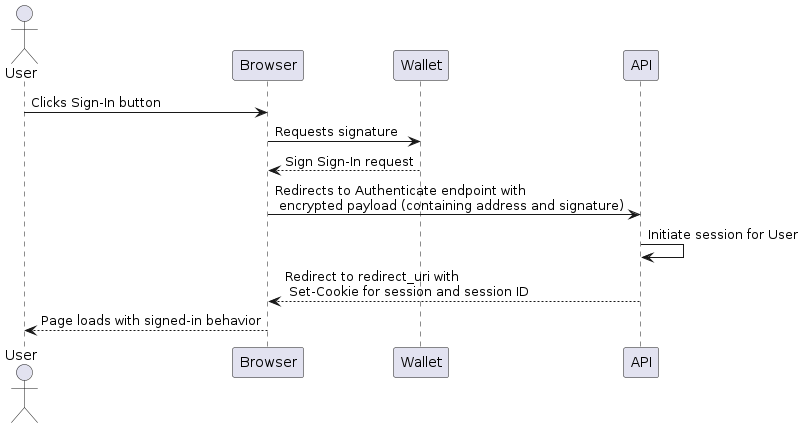 User
Browser
Wallet
API
Clicks Sign-In button
Requests signature
Sign Sign-In request
Redirects to Authenticate endpoint with
encrypted payload (containing address and signature)
Initiate session for User
Redirect to redirect_uri with
Set-Cookie for session and session ID
Page loads with signed-in behavior
User
Browser
Wallet
API